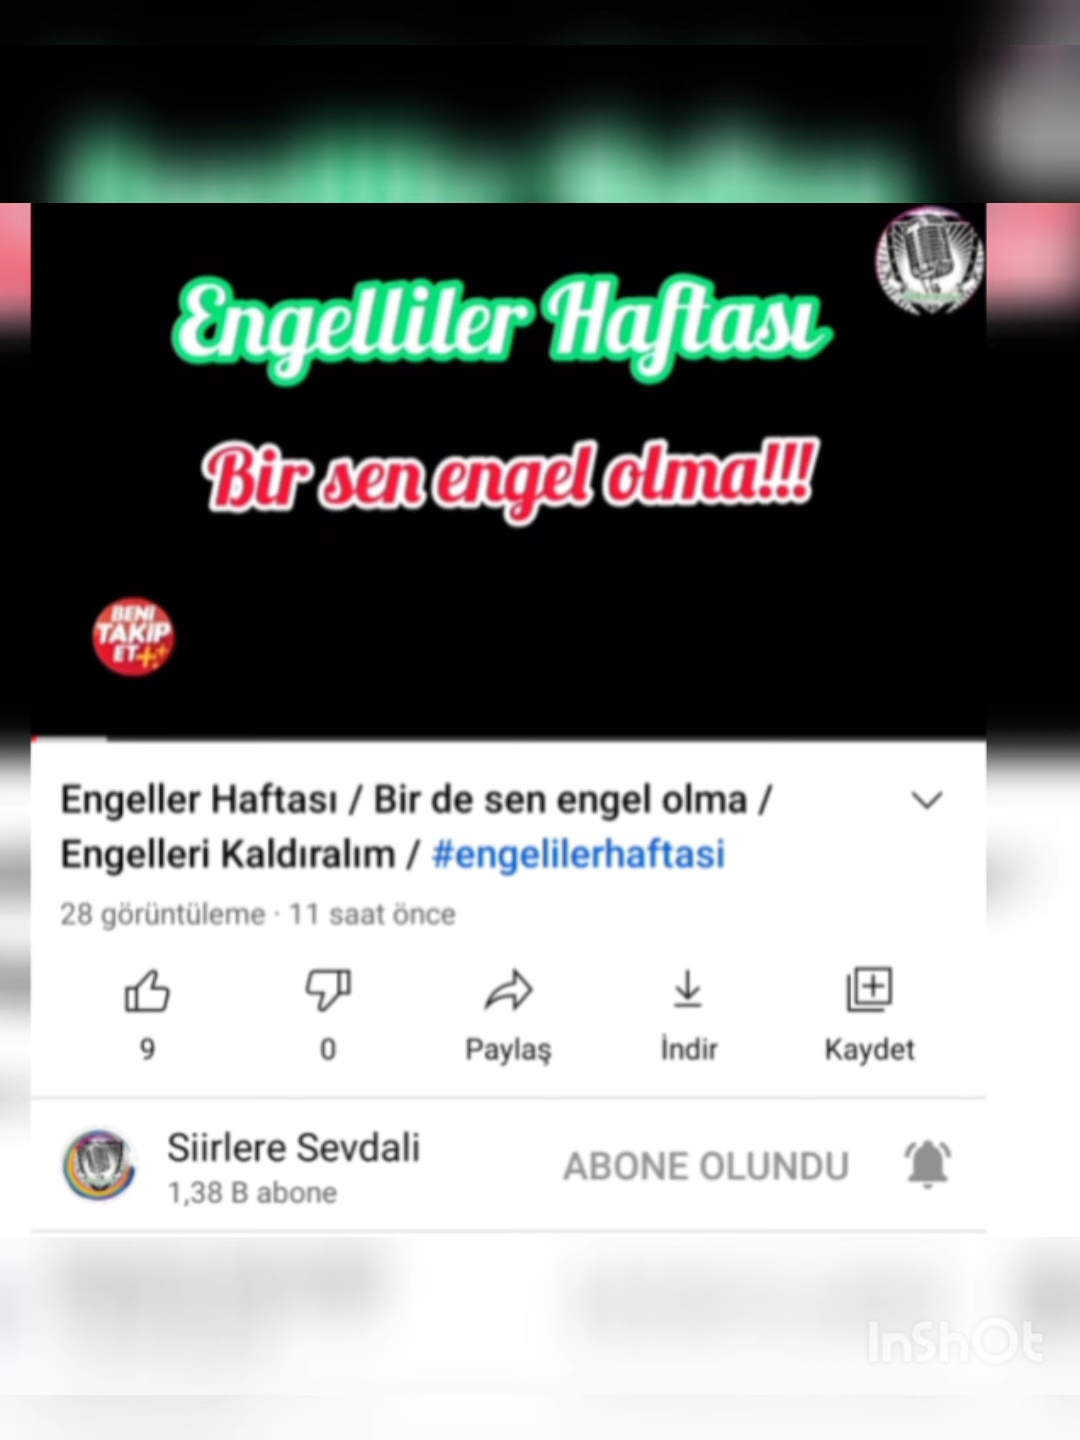 Engelliler Haftası
Bir sen engel olma!!!
BENI
TAKIP
ET
Engeller Haftası / Bir de sen engel olma /
Engelleri Kaldıralım / #engelilerhaftasi
28 görüntüleme · 11 saat önce
9 0 Paylaş İndir Kaydet
Siirlere Sevdali
1,38 B abone
ABONE OLUNDU
InShOt